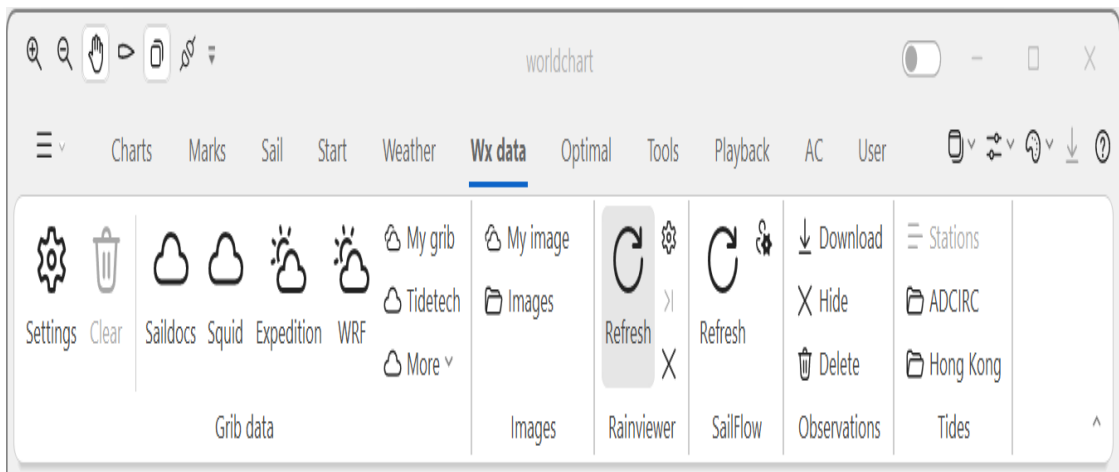 worldchart
Charts Marks Sail Start Weather Wx data Optimal Tools Playback AC User
Settings Clear Saildocs Squid Expedition WRF
My grib
Tidetech
More
Grib data
My image
Images
Images
Refresh
Rainviewer
Refresh
SailFlow
Download
Hide
Delete
Observations
Stations
ADCIRC
Hong Kong
Tides